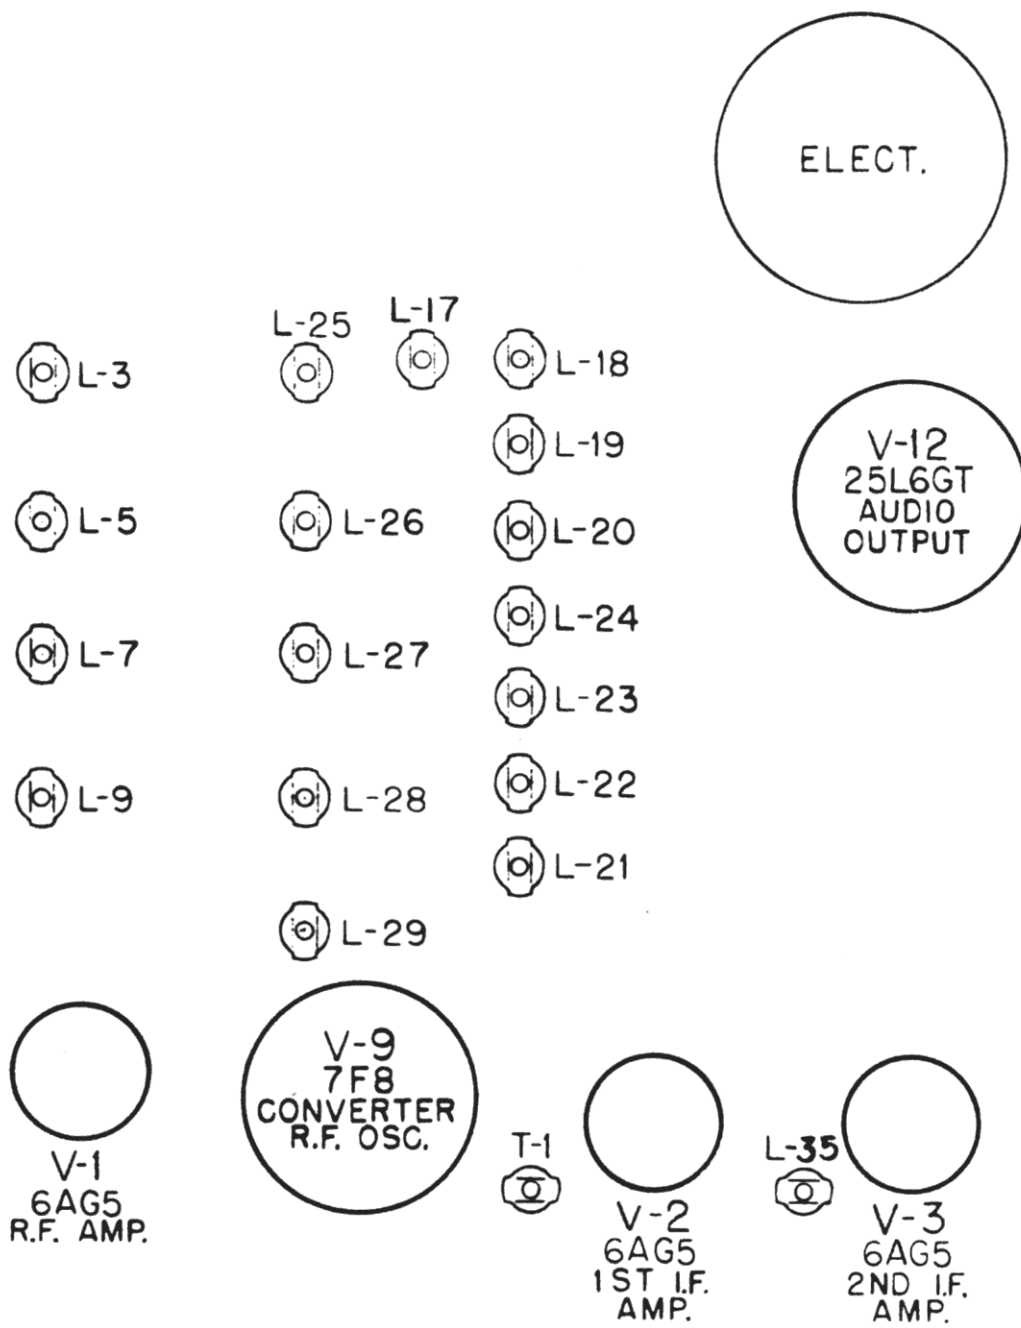 ELECT.
L-17
L-25
L-3
L-18
L-19
V-12
25L6GT
AUDIO
OUTPUT
L-5
L-26
L-20
L-24
L-7
L-27
L-23
L-9
L-28
L-22
L-21
L-29
V-9
7F8
CONVERTER
R.F. OSC.
V-1
6AG5
R.F. AMP.
T-1
L-35
V-2
6AG5
1ST I.F.
AMP.
V-3
6AG5
2ND I.F.
AMP.